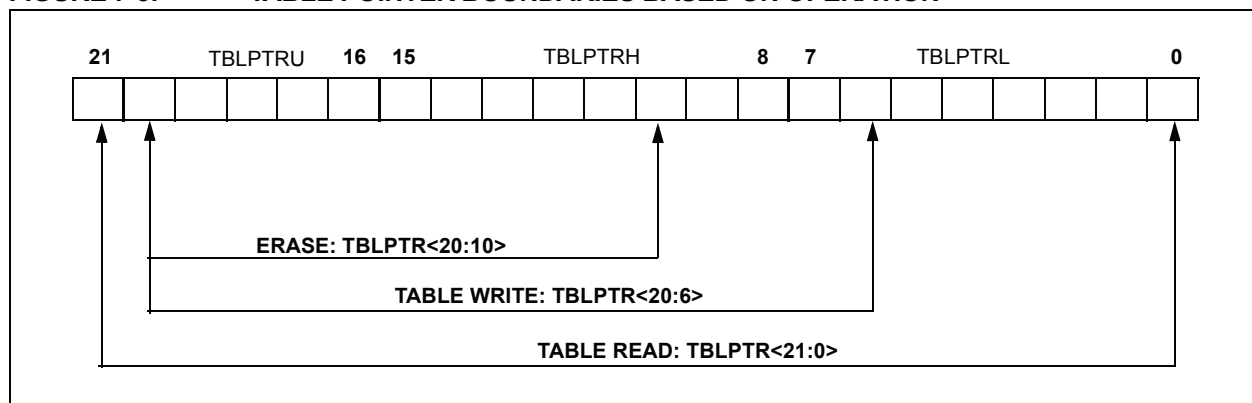 21 TBLPTRU 16 15 TBLPTRH 8 7 TBLPTRL 0
ERASE: TBLPTR<20:10>
TABLE WRITE: TBLPTR<20:6>
TABLE READ: TBLPTR<21:0>